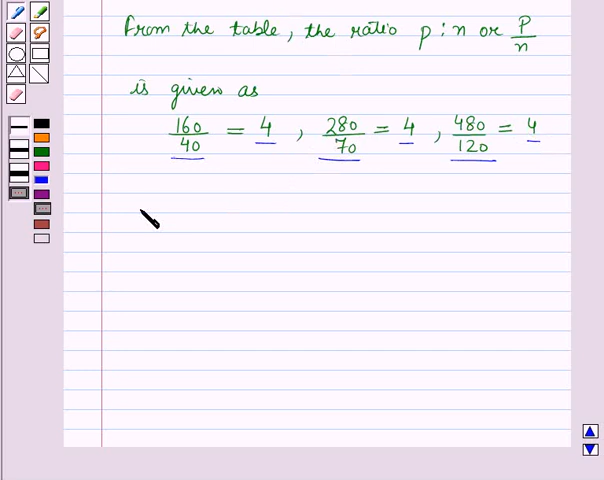 From the table, the ratio p : n or p/n
is given as
160/40 = 4 , 280/70 = 4 , 480/120 = 4